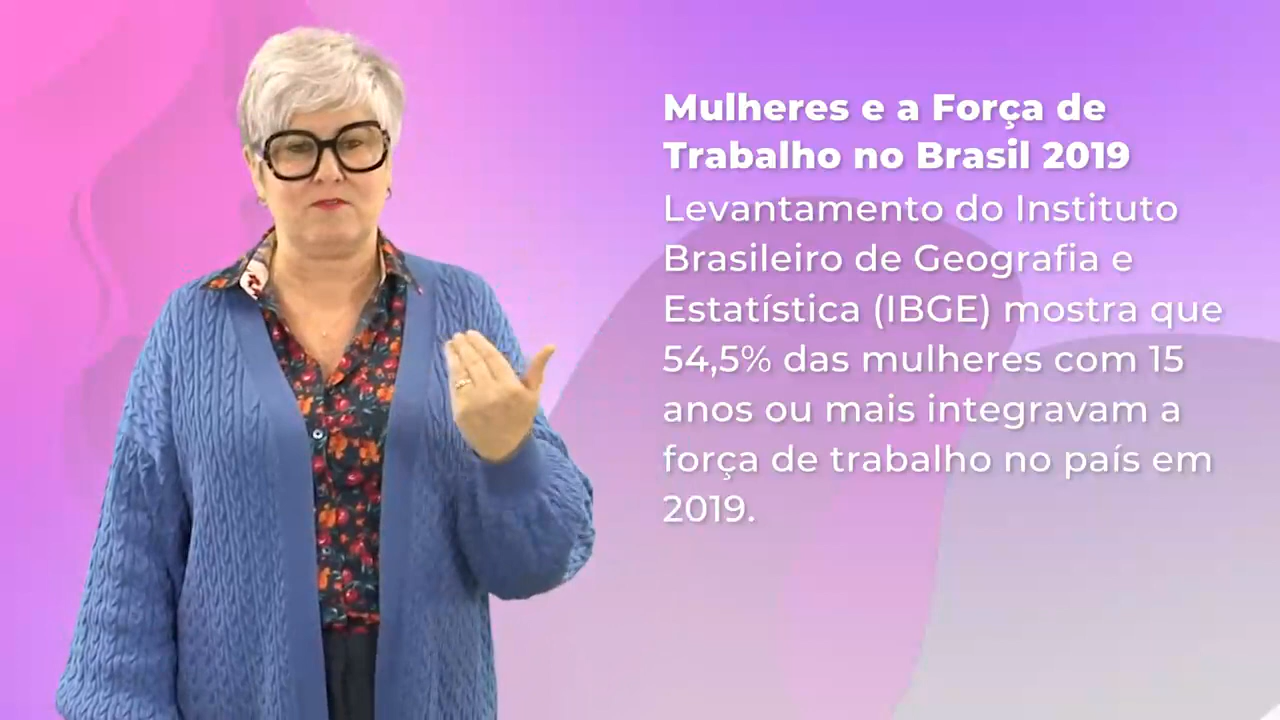 Mulheres e a Força de
Trabalho no Brasil 2019
Levantamento do Instituto
Brasileiro de Geografia e
Estatística (IBGE) mostra que
54,5% das mulheres com 15
anos ou mais integravam a
força de trabalho no país em
2019.